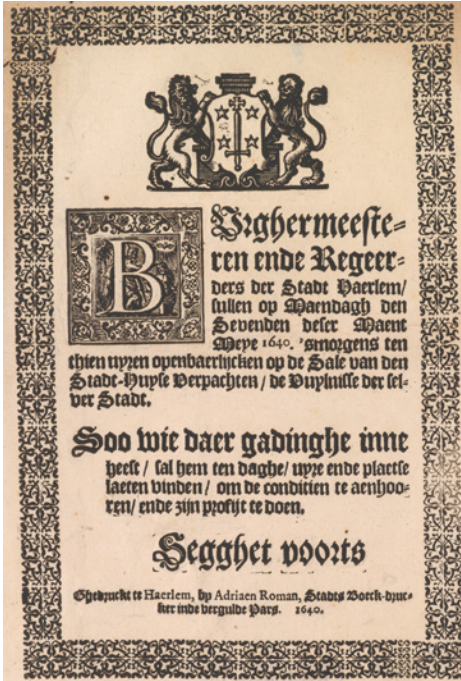 BUrghermeeste=
ren ende Regeer-
ders der Stadt Haerlem/
sullen op Maendagh den
Sevenden deser Maent
Meye 1640. 'smorgens ten
thien uyren openbaerlijcken op de Sale van den
Stadt-Huyse Verpachten/ de Vuylnisse der sel-
ver Stadt.
Soo wie daer gadinghe inne
heeft/ sal hem ten daghe/ uyre ende plaetse
laeten vinden/ om de conditien te aenhoo-
ren/ ende zijn profijt te doen.
Segghet voorts
Ghedruckt te Haerlem, by Adriaen Roman, Stadts Boeck-druc-
ker inde vergulde Pars. 1640.